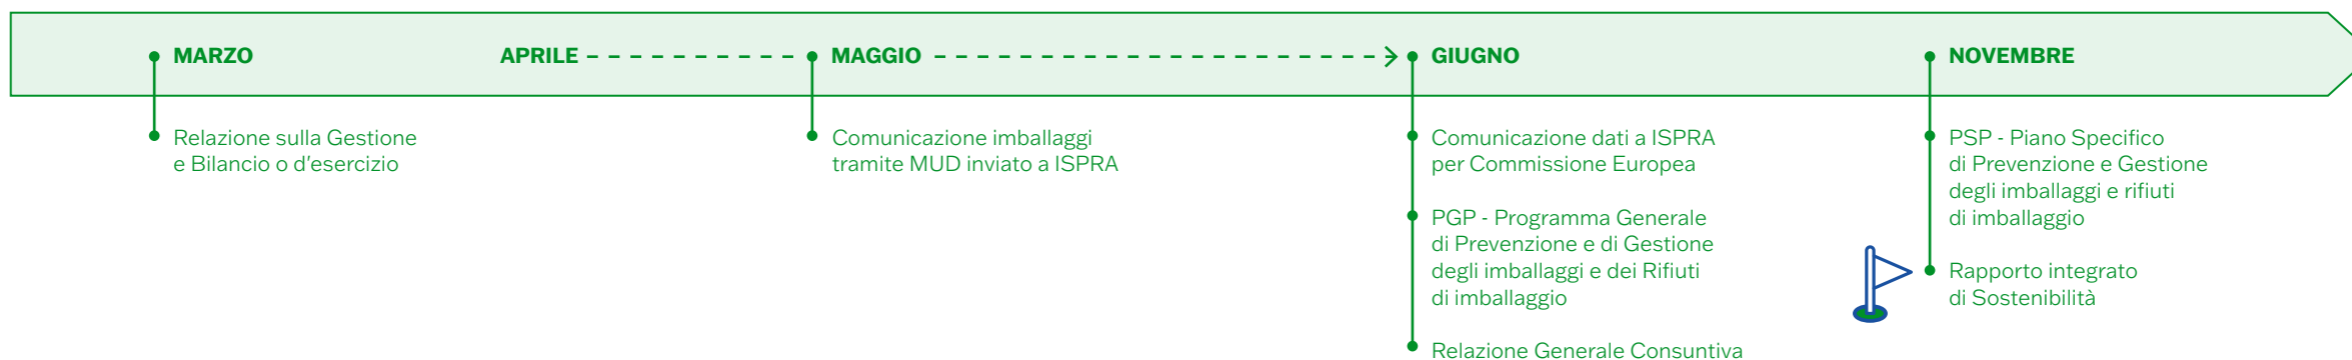 MARZO
APRILE
MAGGIO
GIUGNO
NOVEMBRE
Relazione sulla Gestione
e Bilancio o d'esercizio
Comunicazione imballaggi
tramite MUD inviato a ISPRA
Comunicazione dati a ISPRA
per Commissione Europea
PGP - Programma Generale
di Prevenzione e di Gestione
degli imballaggi e dei Rifiuti
di imballaggio
Relazione Generale Consuntiva
PSP - Piano Specifico
di Prevenzione e Gestione
degli imballaggi e rifiuti
di imballaggio
Rapporto integrato
di Sostenibilità